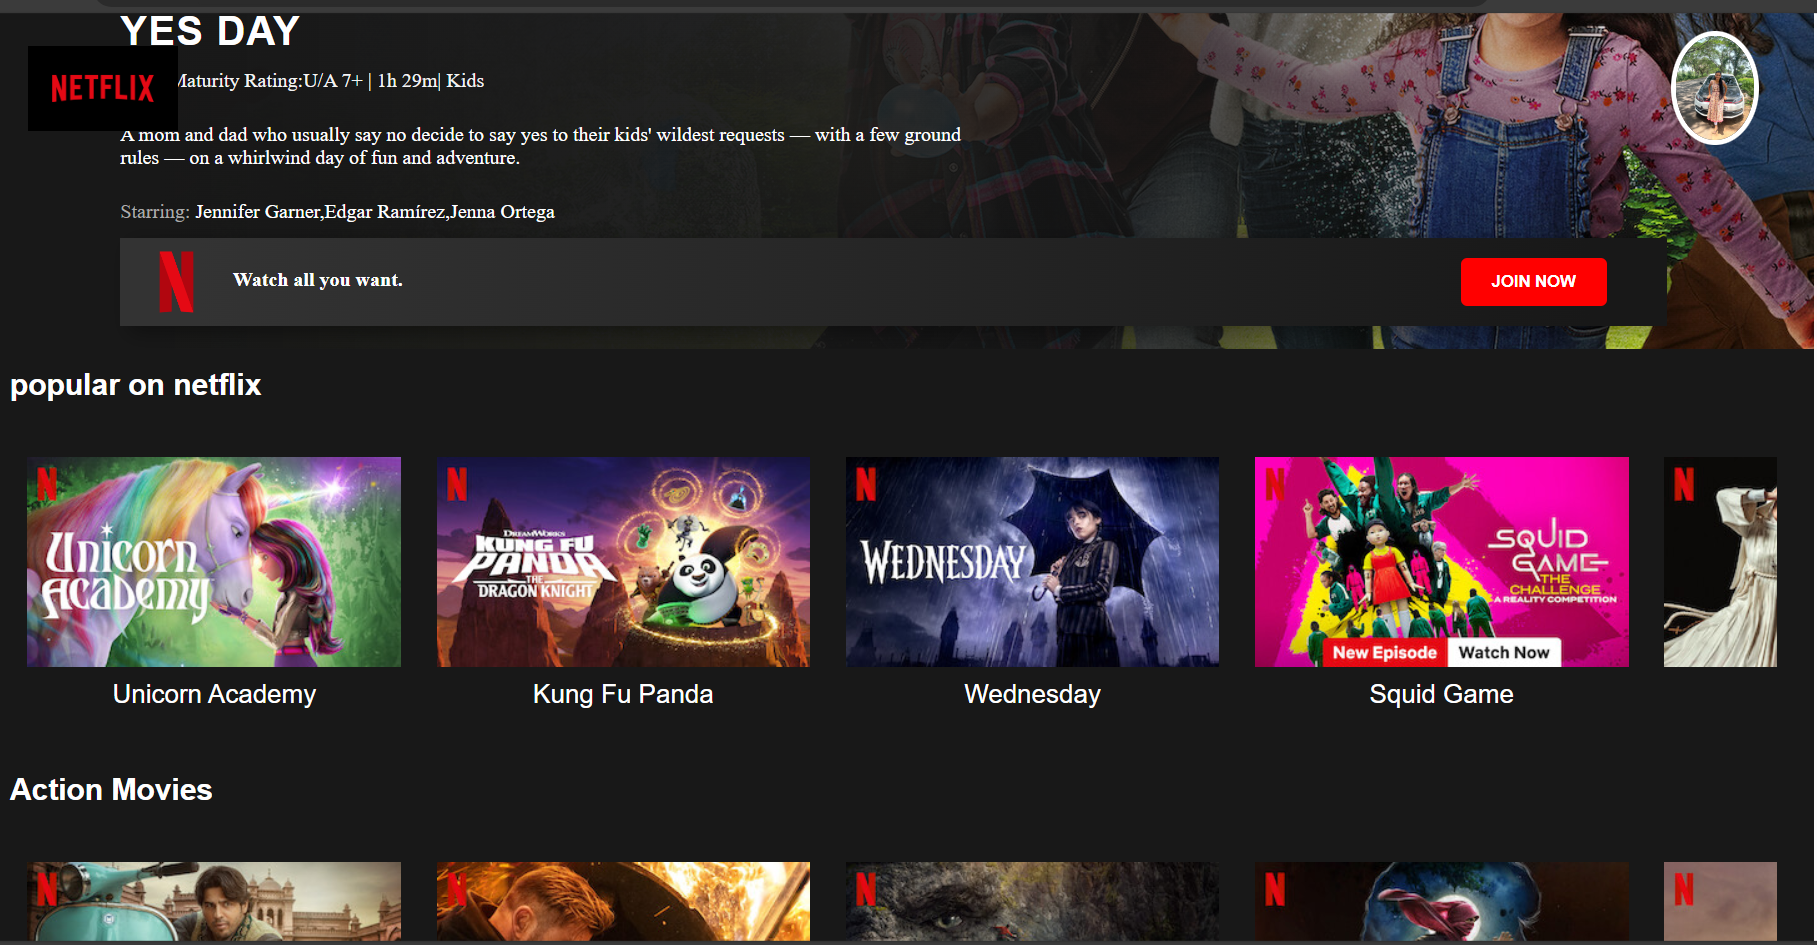 YES DAY
NETFLIX
Maturity Rating:U/A 7+ | 1h 29m| Kids
A mom and dad who usually say no decide to say yes to their kids' wildest requests — with a few ground
rules — on a whirlwind day of fun and adventure.
Starring: Jennifer Garner,Edgar Ramírez,Jenna Ortega
N
Watch all you want.
JOIN NOW
popular on netflix
N
UNICORN
ACADEMY
N
DREAMWORKS
KUNG FU
PANDA
THE
DRAGON KNIGHT
N
WEDNESDAY
N
SQUID
GAME
THE
CHALLENGE
A REALITY COMPETITION
New Episode
Watch Now
N
Unicorn Academy
Kung Fu Panda
Wednesday
Squid Game
Action Movies
N
N
N
N
N